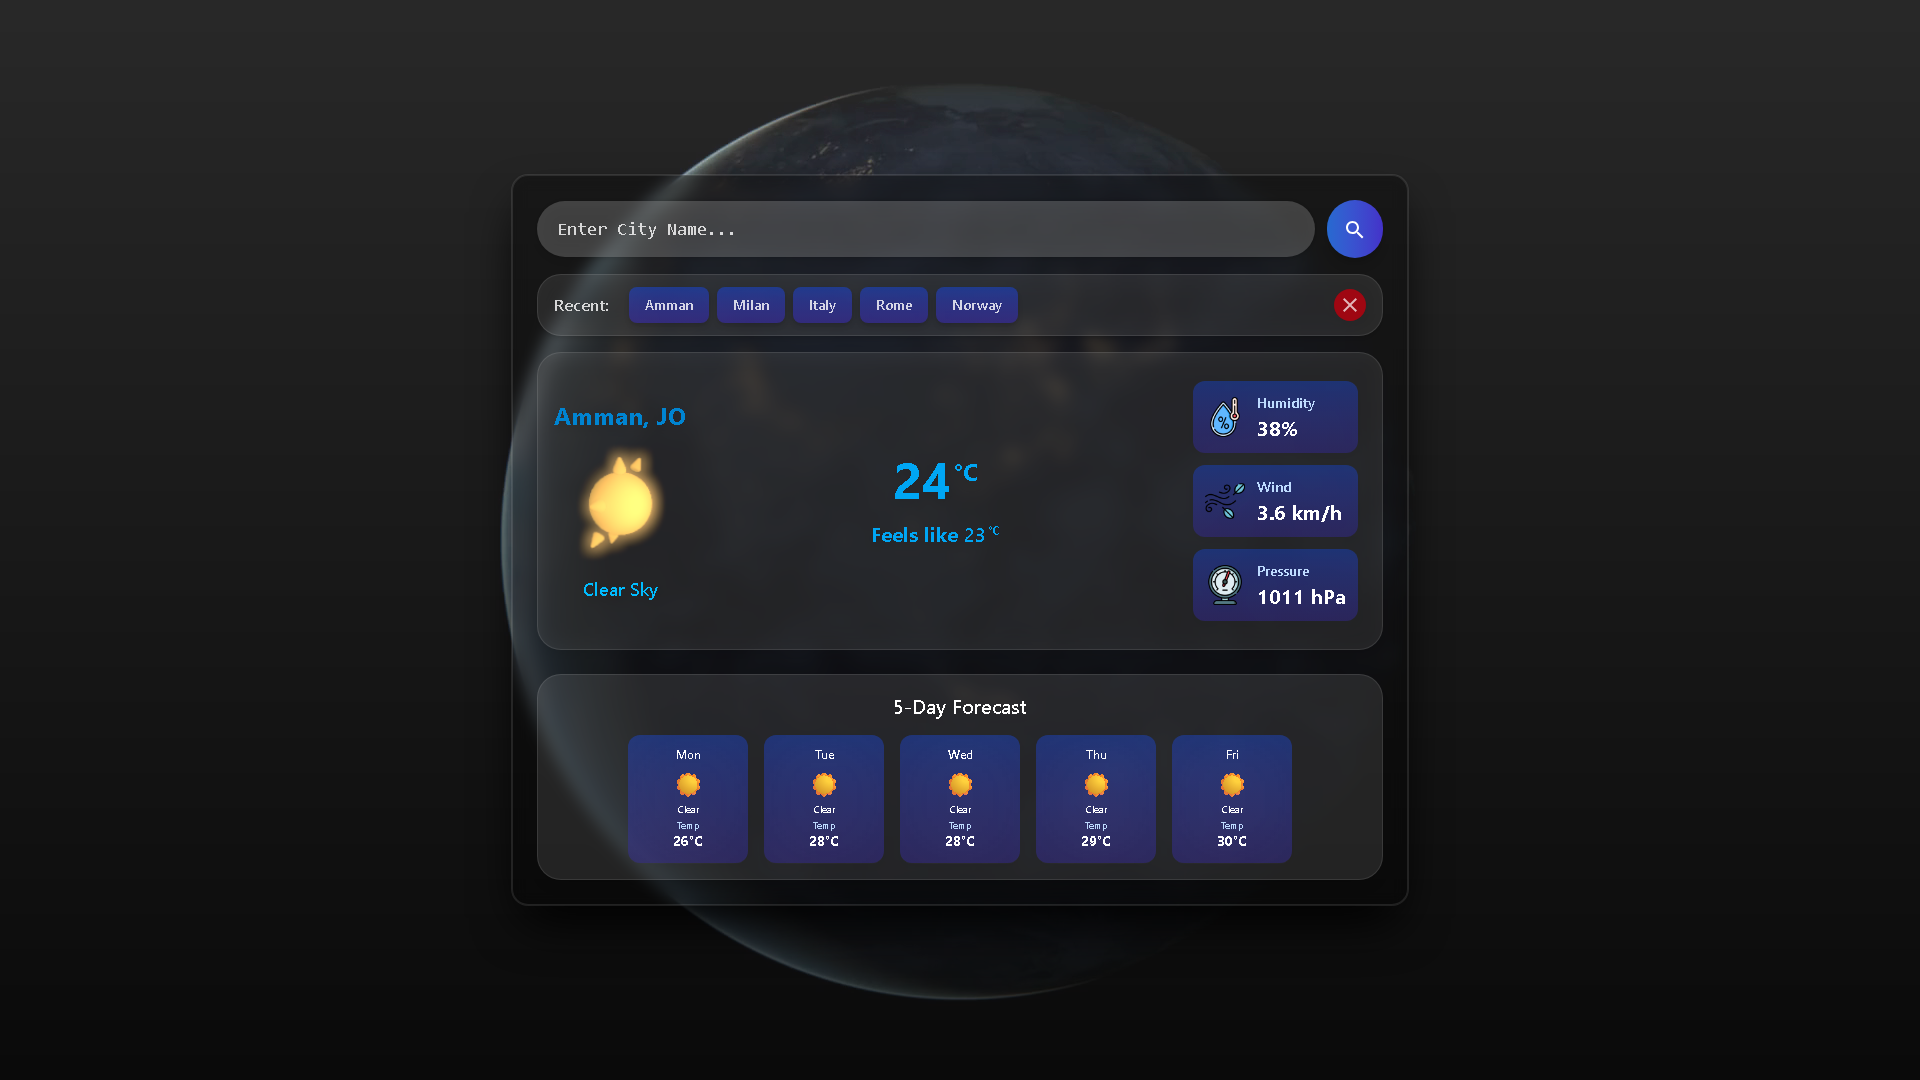 Enter City Name...
Recent: Amman Milan Italy Rome Norway
Amman, JO
Clear Sky
24°C
Feels like 23°C
Humidity
%
38%
Wind
3.6 km/h
Pressure
1011 hPa
5-Day Forecast
Mon
Clear
Temp
26°C
Tue
Clear
Temp
28°C
Wed
Clear
Temp
28°C
Thu
Clear
Temp
29°C
Fri
Clear
Temp
30°C